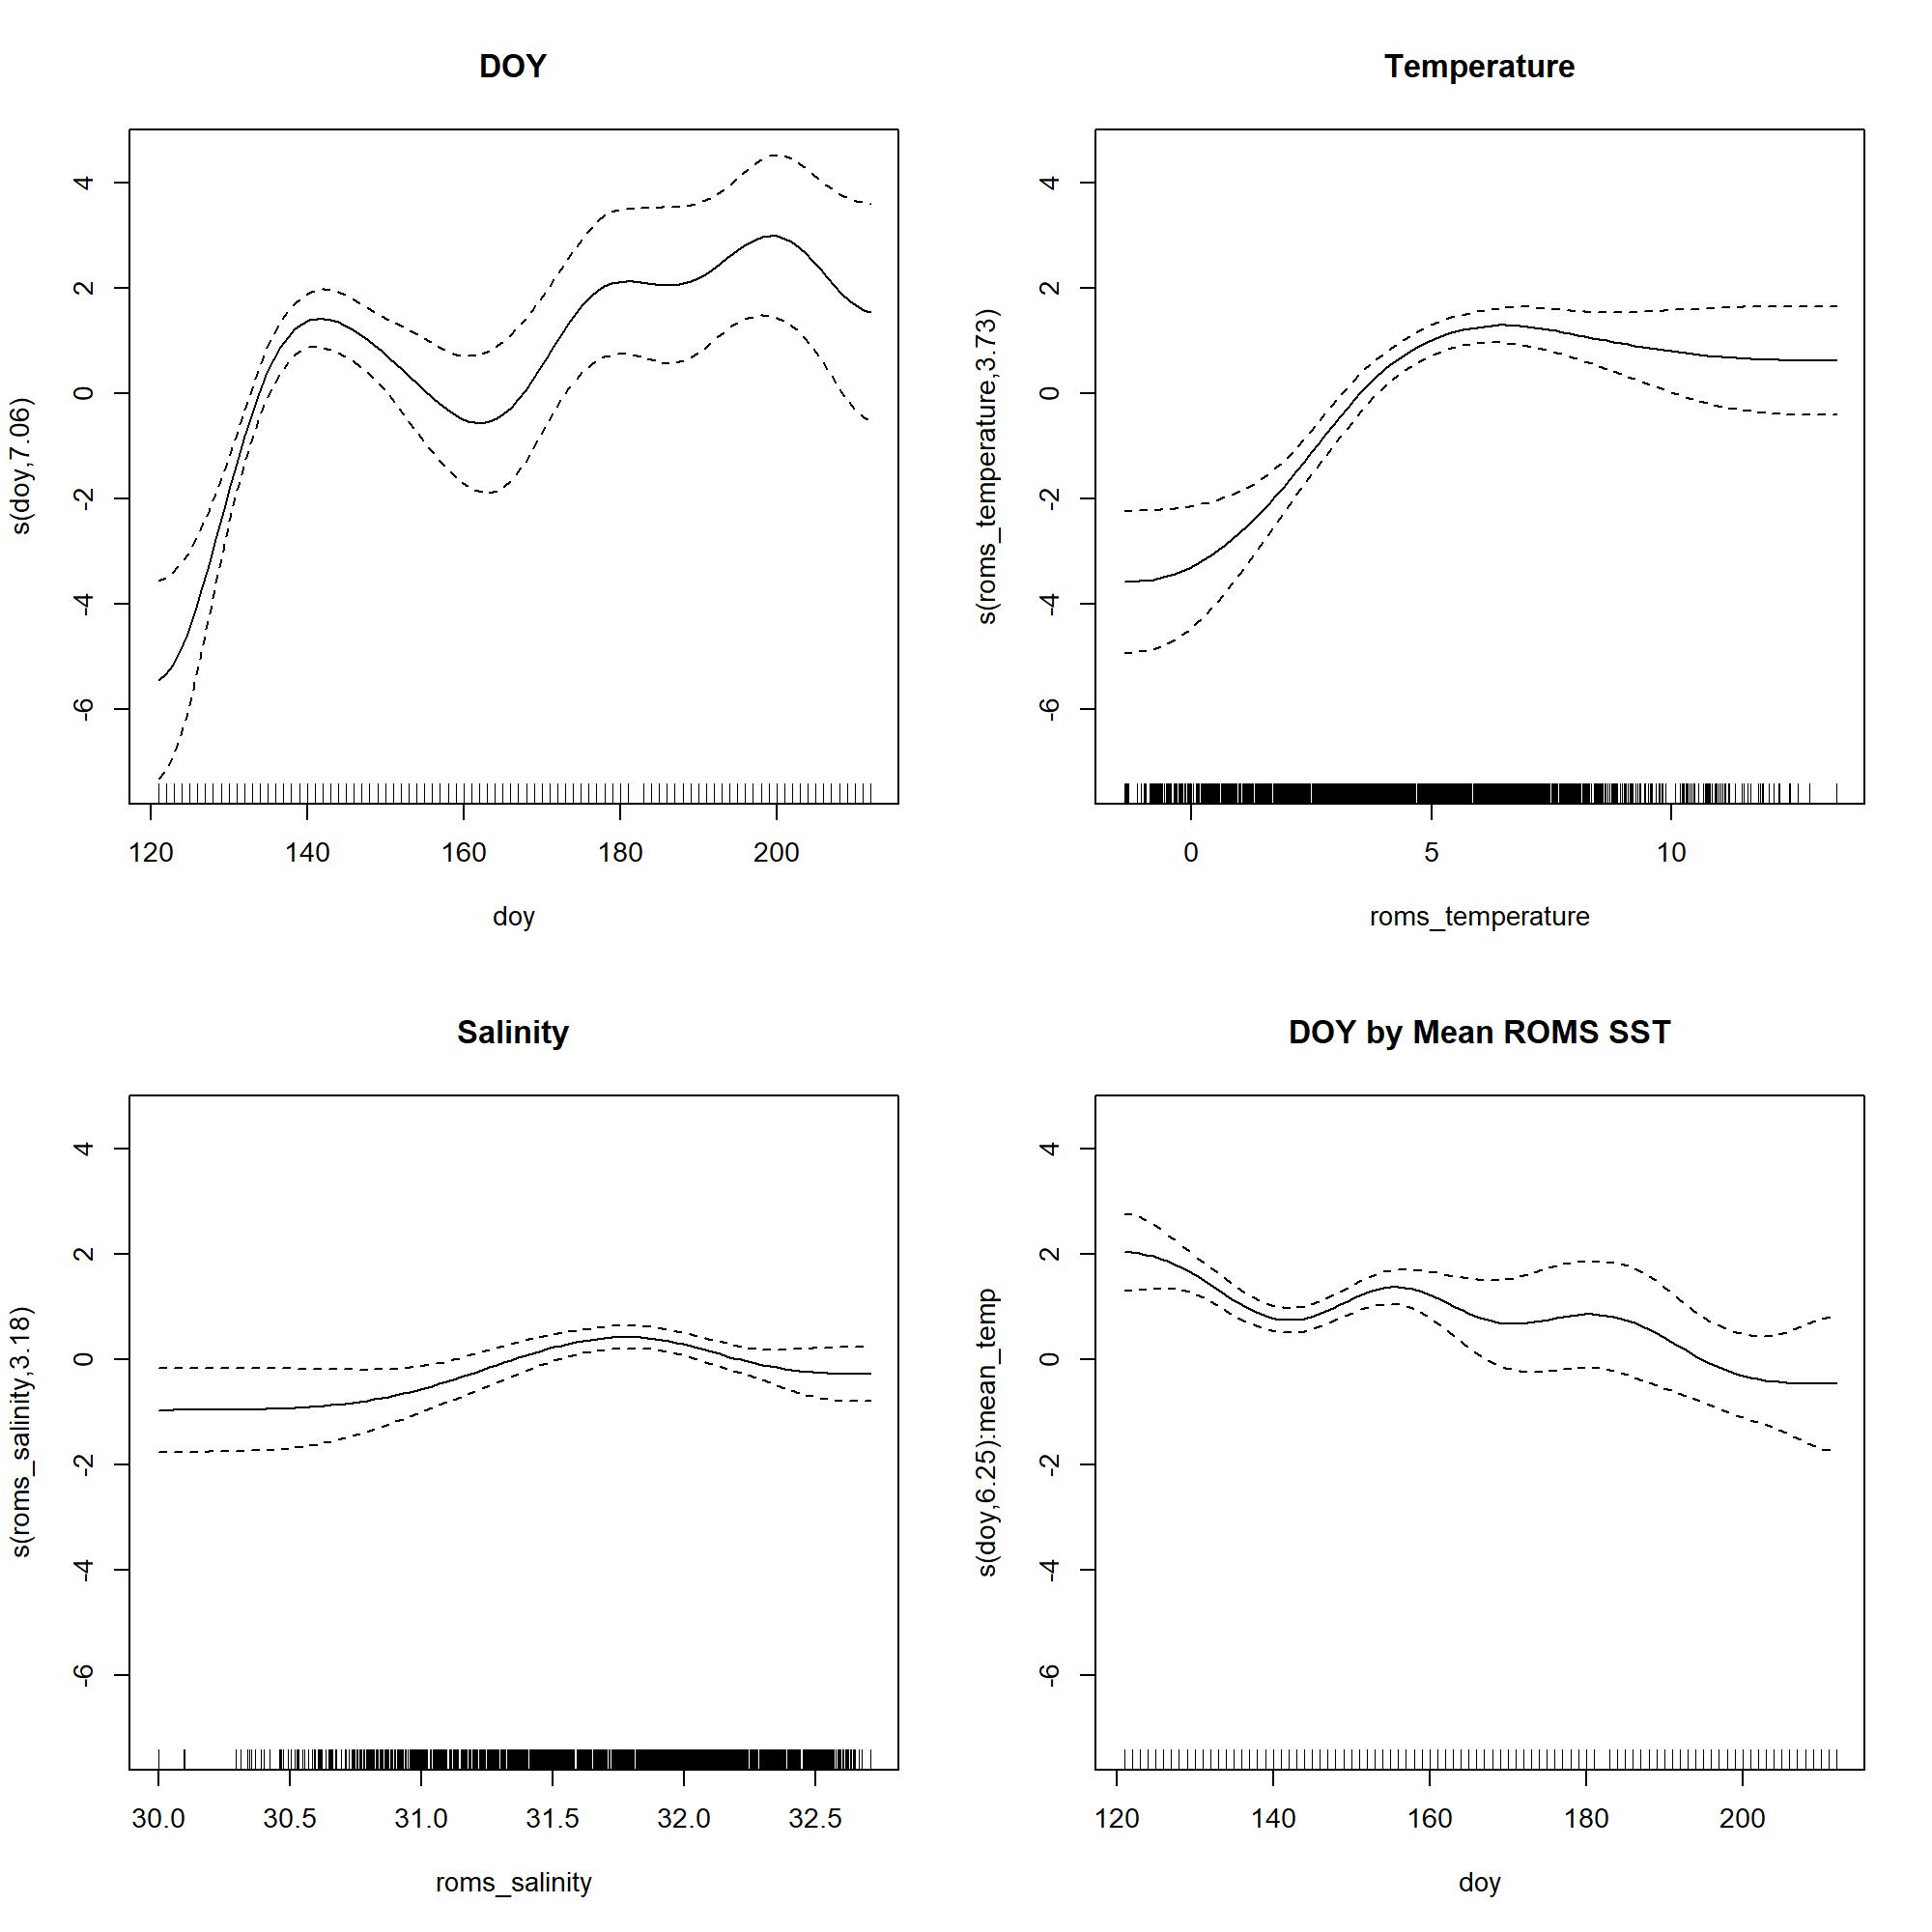 DOY
s(doy,7.06)
4
2
0
-2
-4
-6
120 140 160 180 200
doy
Temperature
s(roms_temperature,3.73)
4
2
0
-2
-4
-6
0 5 10
roms_temperature
Salinity
s(roms_salinity,3.18)
4
2
0
-2
-4
-6
30.0 30.5 31.0 31.5 32.0 32.5
roms_salinity
DOY by Mean ROMS SST
s(doy,6.25):mean_temp
4
2
0
-2
-4
-6
120 140 160 180 200
doy